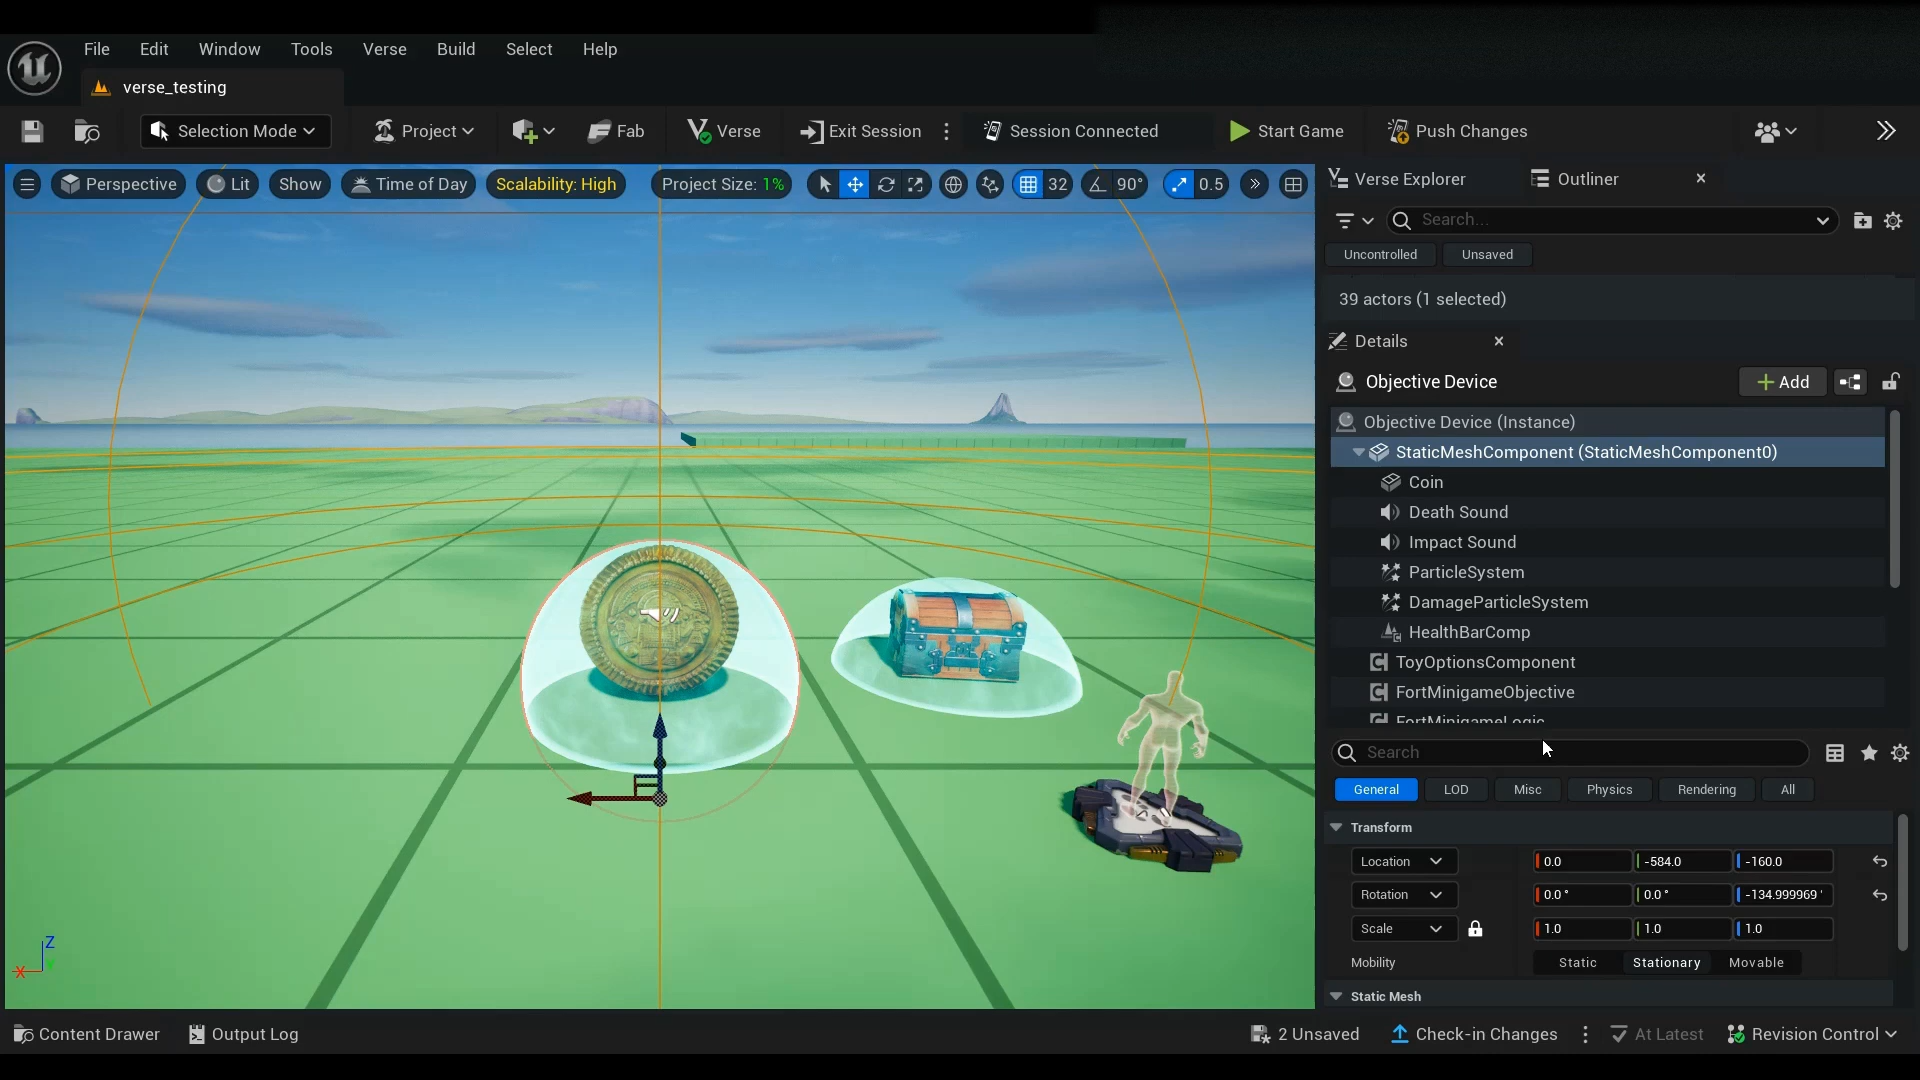 File Edit Window Tools Verse Build Select Help
verse_testing
Selection Mode Project Fab Verse Exit Session Session Connected Start Game Push Changes
Perspective Lit Show Time of Day Scalability: High Project Size: 1% 32 90° 0.5
Verse Explorer Outliner
Search...
Uncontrolled Unsaved
39 actors (1 selected)
Details
Objective Device Add
Objective Device (Instance)
StaticMeshComponent (StaticMeshComponent0)
Coin
Death Sound
Impact Sound
ParticleSystem
DamageParticleSystem
HealthBarComp
ToyOptionsComponent
FortMinigameObjective
FortMinigameLogic
Search
General LOD Misc Physics Rendering All
Transform
Location 0.0 -584.0 -160.0
Rotation 0.0 ° 0.0 ° -134.999969 °
Scale 1.0 1.0 1.0
Mobility Static Stationary Movable
Static Mesh
Z
X
Content Drawer Output Log 2 Unsaved Check-in Changes At Latest Revision Control